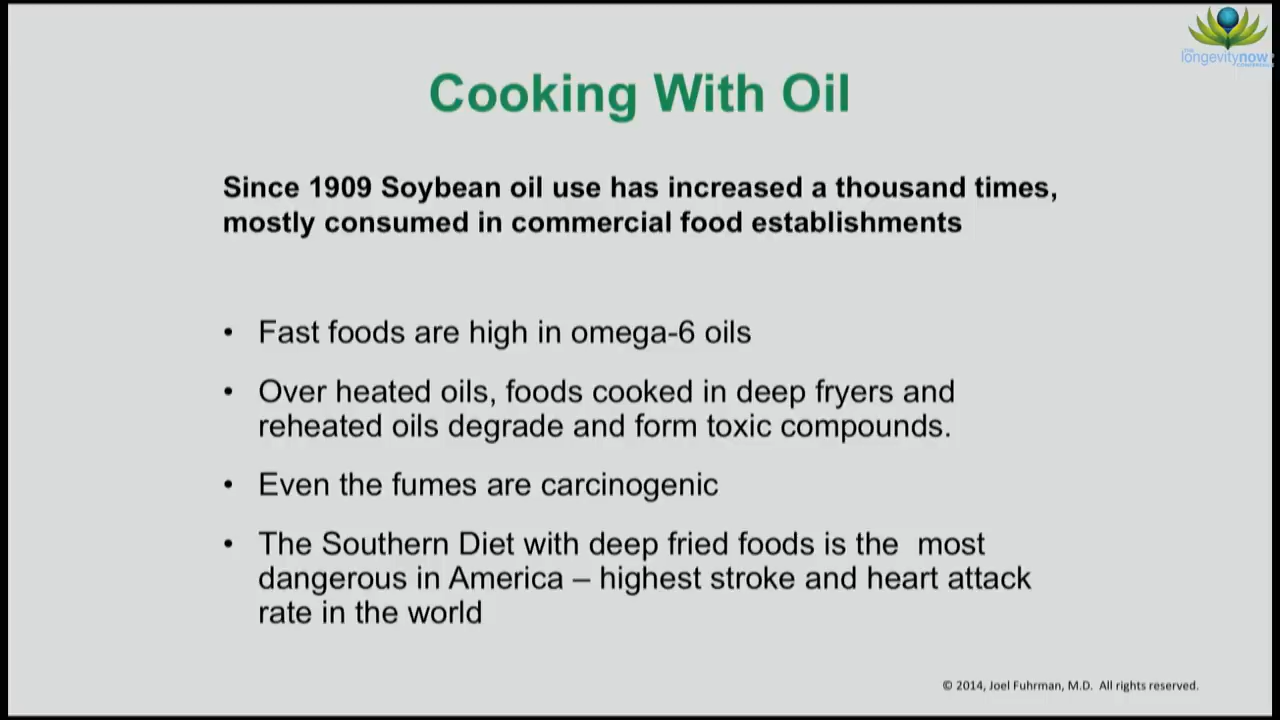 the
longevitynow
CONFERENCE
Cooking With Oil
Since 1909 Soybean oil use has increased a thousand times,
mostly consumed in commercial food establishments
• Fast foods are high in omega-6 oils
• Over heated oils, foods cooked in deep fryers and
reheated oils degrade and form toxic compounds.
• Even the fumes are carcinogenic
• The Southern Diet with deep fried foods is the  most
dangerous in America – highest stroke and heart attack
rate in the world
© 2014, Joel Fuhrman, M.D.  All rights reserved.